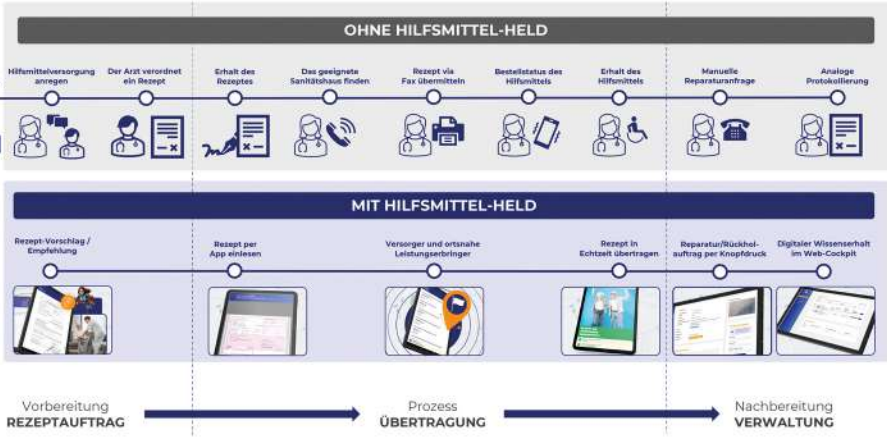 OHNE HILFSMITTEL-HELD
Hilfsmittelversorgung
anregen
Der Arzt verordnet
ein Rezept
Erhalt des
Rezeptes
Das geeignete
Sanitätshaus finden
Rezept via
Fax übermitteln
Bestellstatus des
Hilfsmittels
Erhalt des
Hilfsmittels
Manuelle
Reparaturanfrage
Analoge
Protokollierung
MIT HILFSMITTEL-HELD
Rezept-Vorschlag /
Empfehlung
Rezept per
App einlesen
Versorger und ortsnahe
Leistungserbringer
Rezept in
Echtzeit übertragen
Reparatur/Rückhol-
auftrag per Knopfdruck
Digitaler Wissenserhalt
im Web-Cockpit
Vorbereitung
REZEPTAUFTRAG
Prozess
ÜBERTRAGUNG
Nachbereitung
VERWALTUNG